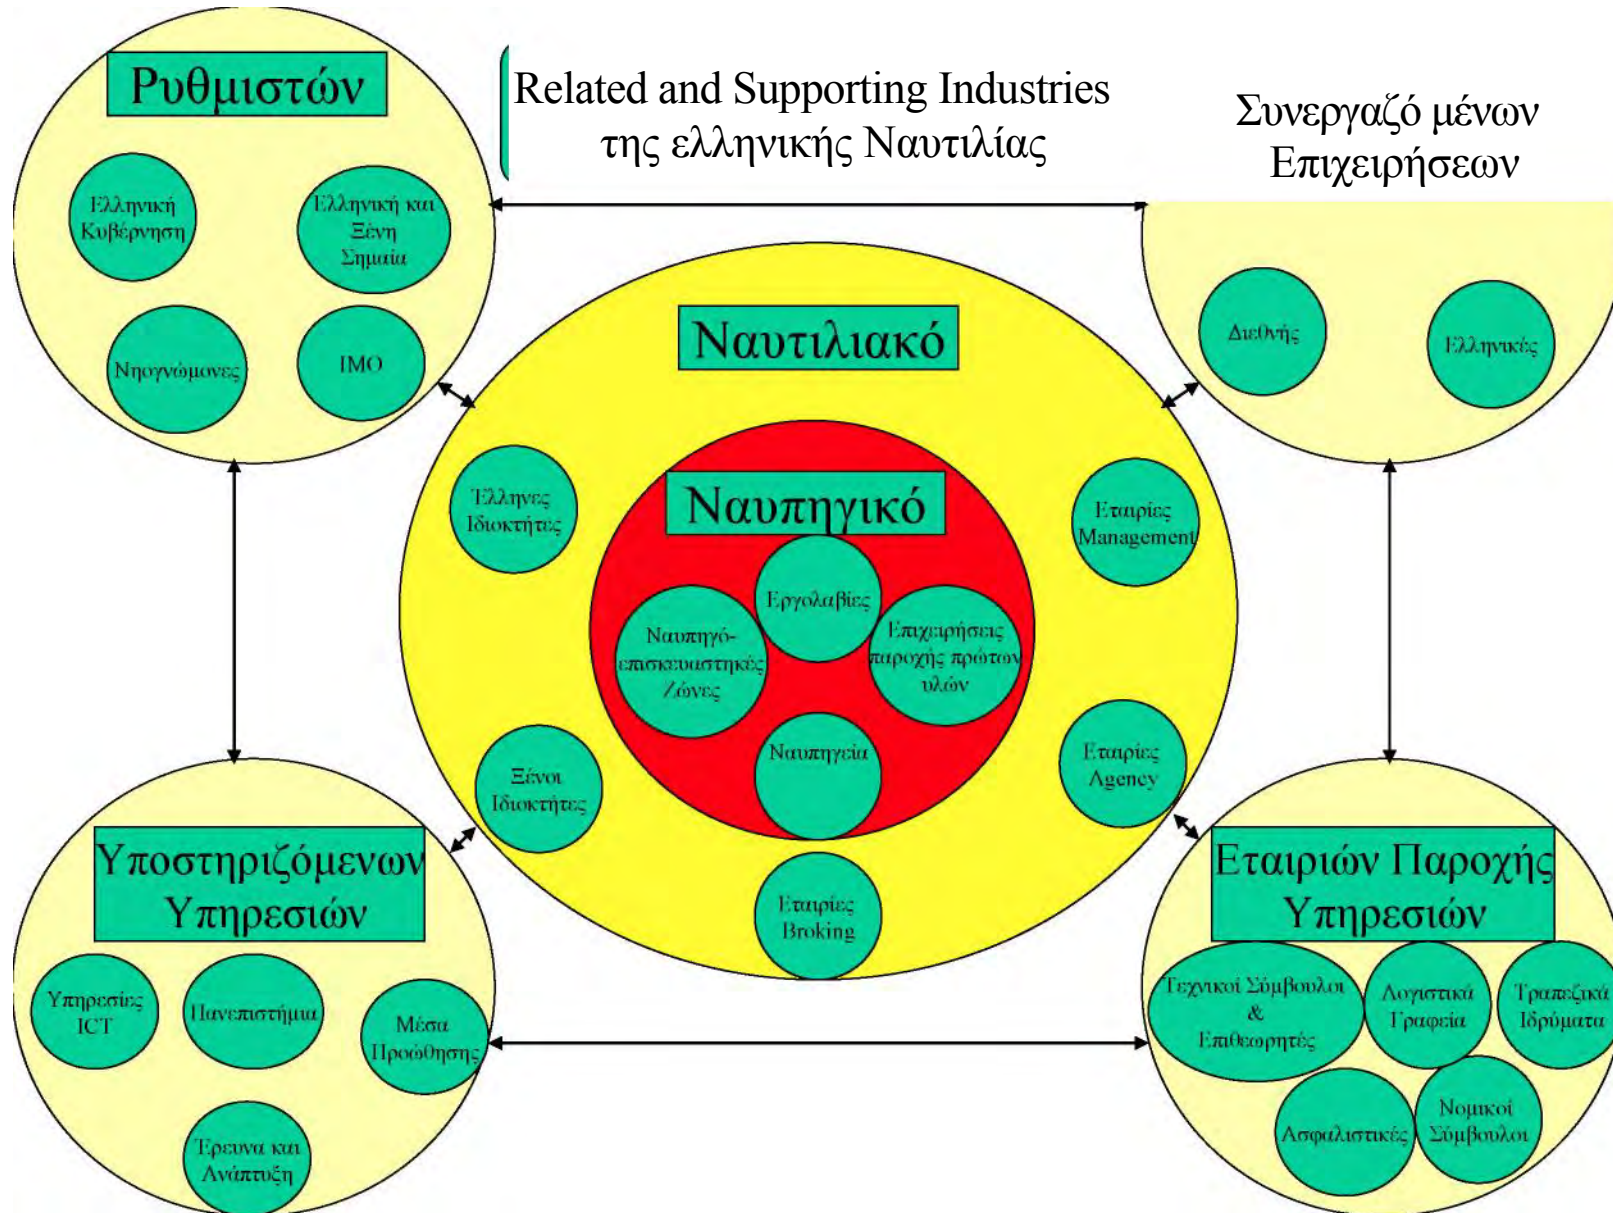 Ρυθμιστών
Related and Supporting Industries
της ελληνικής Ναυτιλίας
Συνεργαζό μένων
Επιχειρήσεων
Ελληνική
Κυβέρνηση
Ελληνική και
Ξένη
Σημαία
Νηογνώμονες
IMO
Διεθνής
Ελληνικές
Ναυτιλιακό
Έλληνες
Ιδιοκτήτες
Εταιρίες
Management
Ξένοι
Ιδιοκτήτες
Εταιρίες
Agency
Εταιρίες
Broking
Ναυπηγικό
Εργολαβίες
Ναυπηγό-
επισκευαστηκές
Ζώνες
Επιχειρήσεις
παροχής πρώτων
υλών
Ναυπηγεία
Υποστηριζόμενων
Υπηρεσιών
Υπηρεσίες
ICT
Πανεπιστήμια
Μέσα
Προώθησης
Έρευνα και
Ανάπτυξη
Εταιριών Παροχής
Υπηρεσιών
Τεχνικοί Σύμβουλοι
&
Επιθεωρητές
Λογιστικά
Γραφεία
Τραπεζικά
Ιδρύματα
Ασφαλιστικές
Νομικοί
Σύμβουλοι